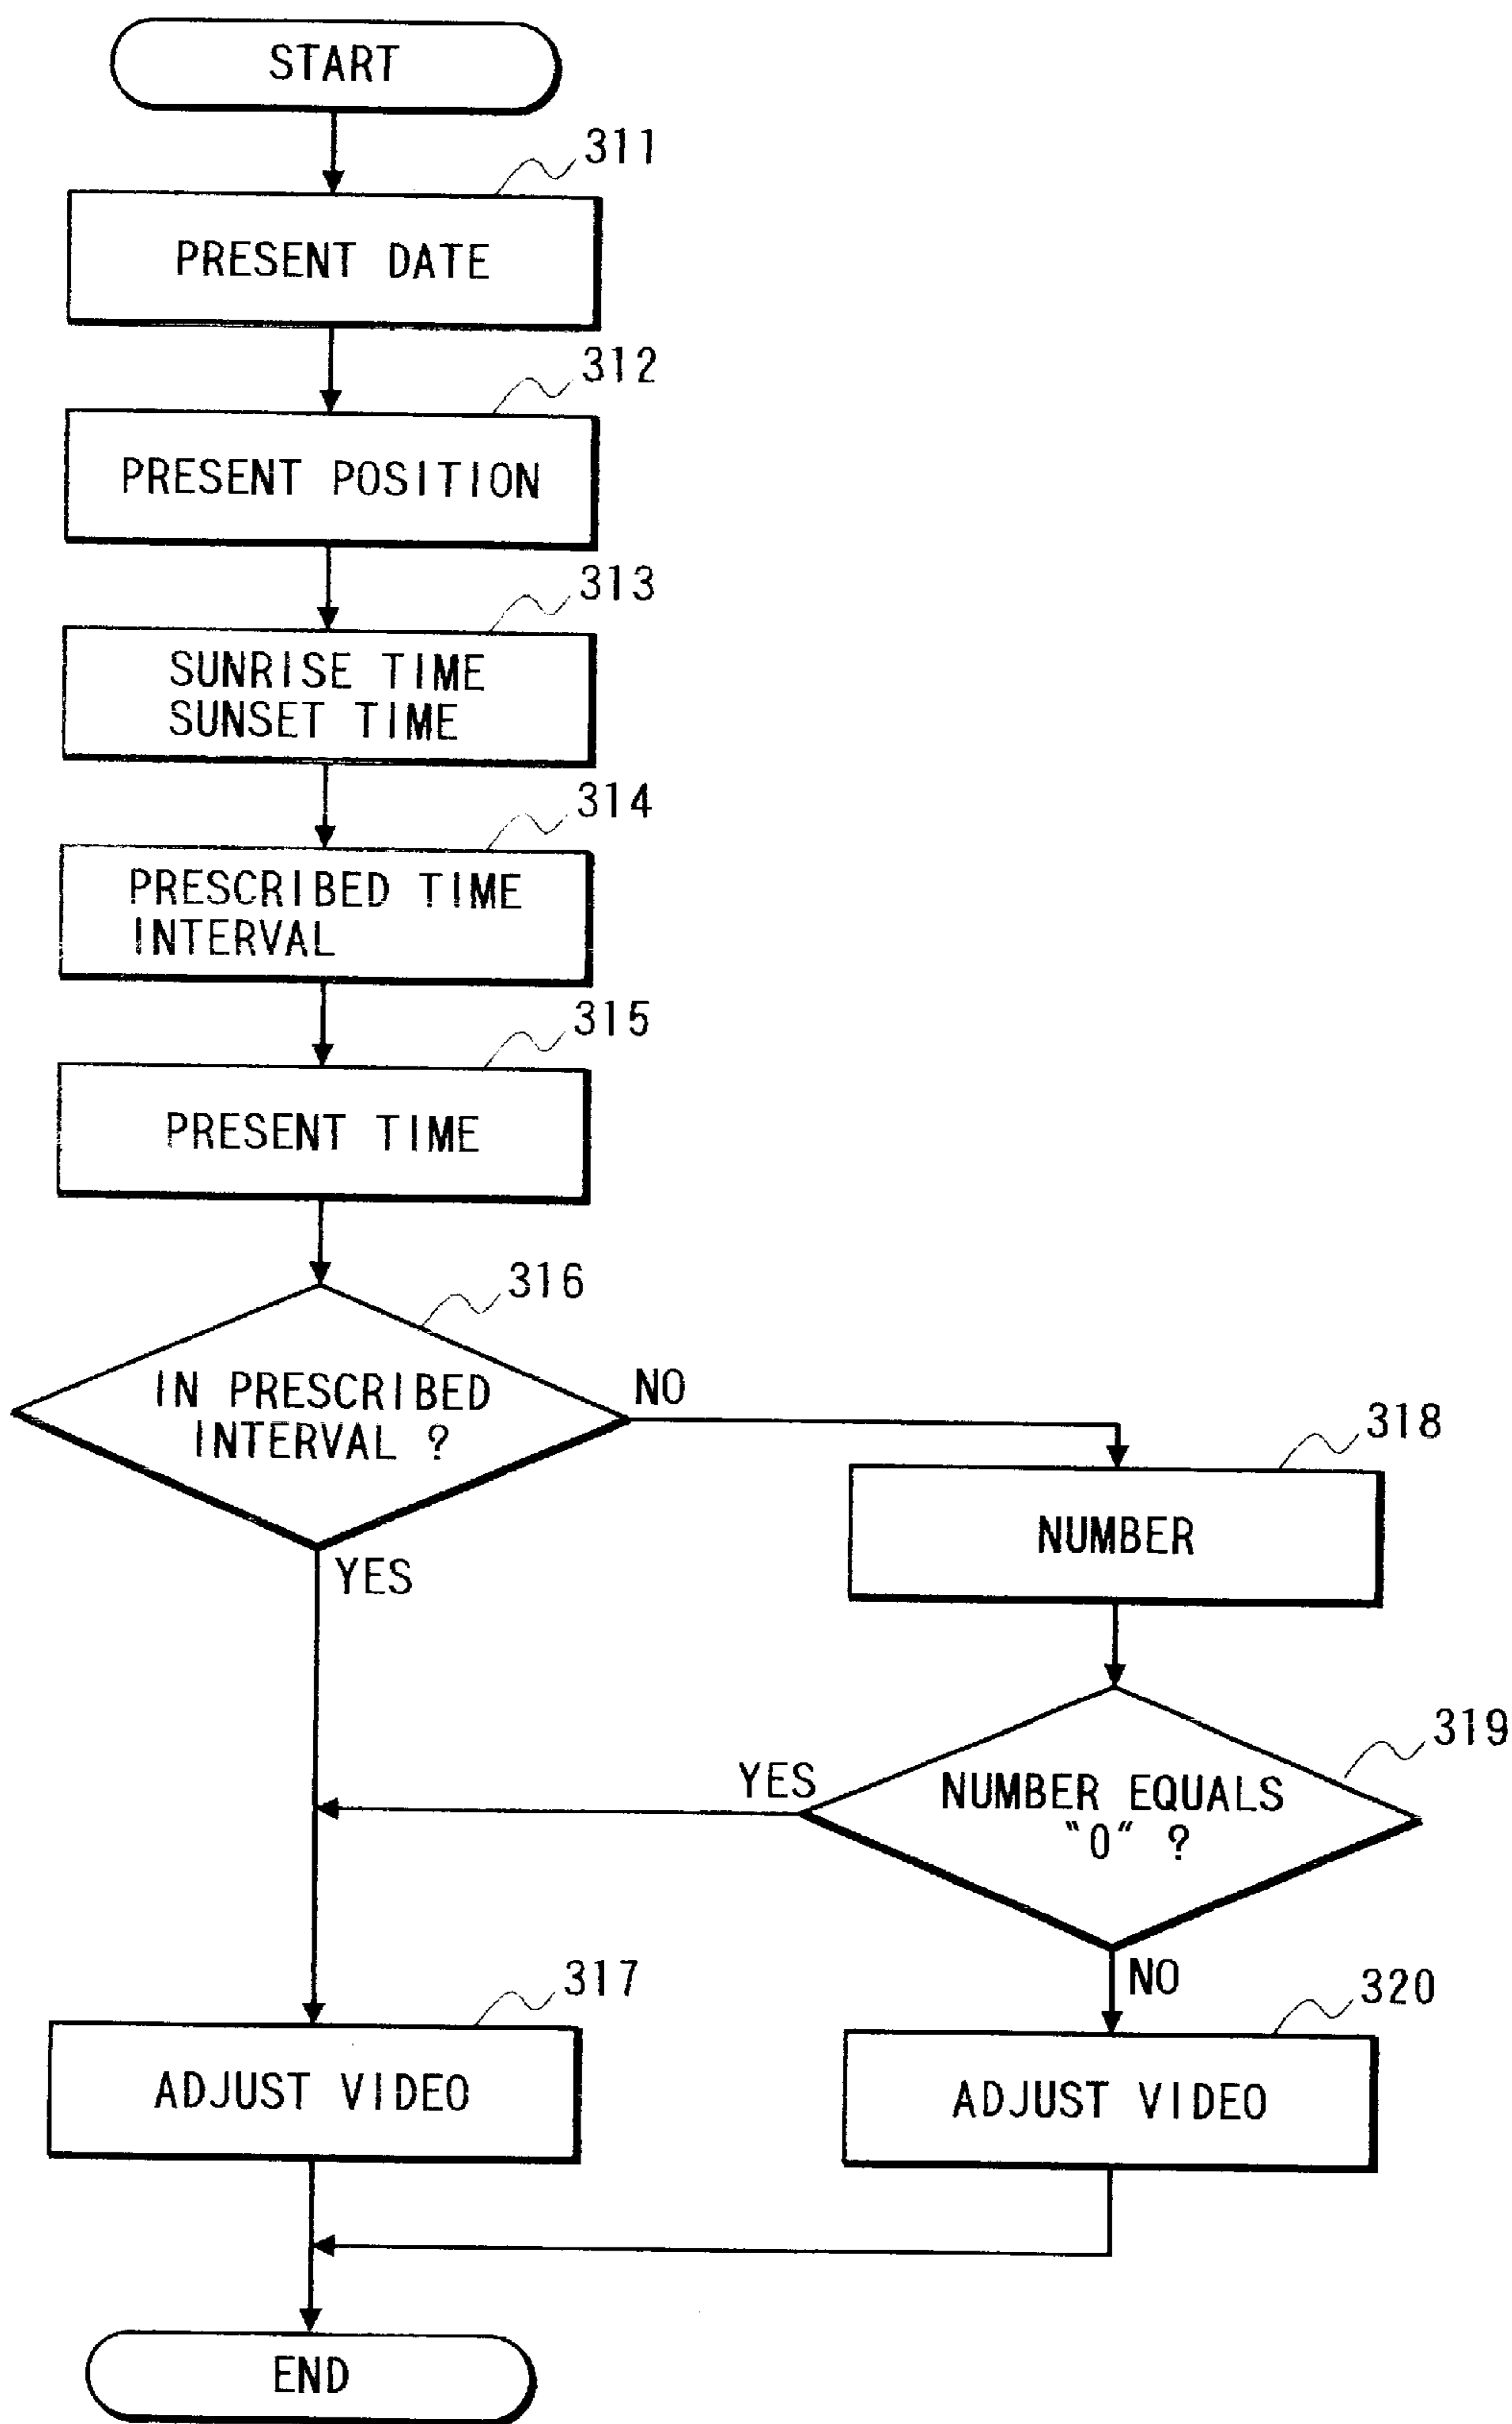 START
311
PRESENT DATE
312
PRESENT POSITION
313
SUNRISE TIME
SUNSET TIME
314
PRESCRIBED TIME
INTERVAL
315
PRESENT TIME
316
IN PRESCRIBED
INTERVAL ?
NO
YES
318
NUMBER
319
NUMBER EQUALS
"0" ?
YES
NO
317
ADJUST VIDEO
320
ADJUST VIDEO
END